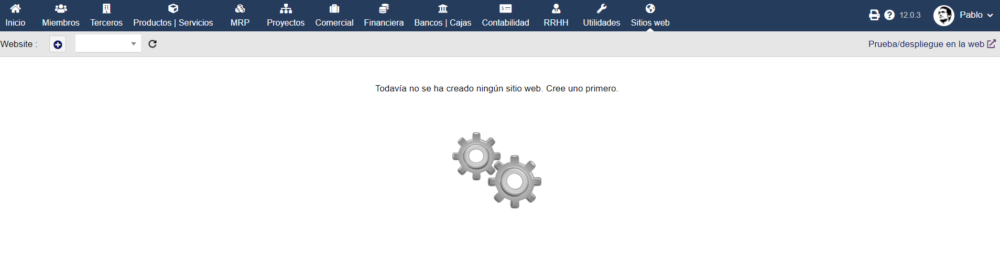 Inicio Miembros Terceros Productos | Servicios MRP Proyectos Comercial Financiera Bancos | Cajas Contabilidad RRHH Utilidades Sitios web 12.0.3 Pablo
Website : Prueba/despliegue en la web
Todavía no se ha creado ningún sitio web. Cree uno primero.